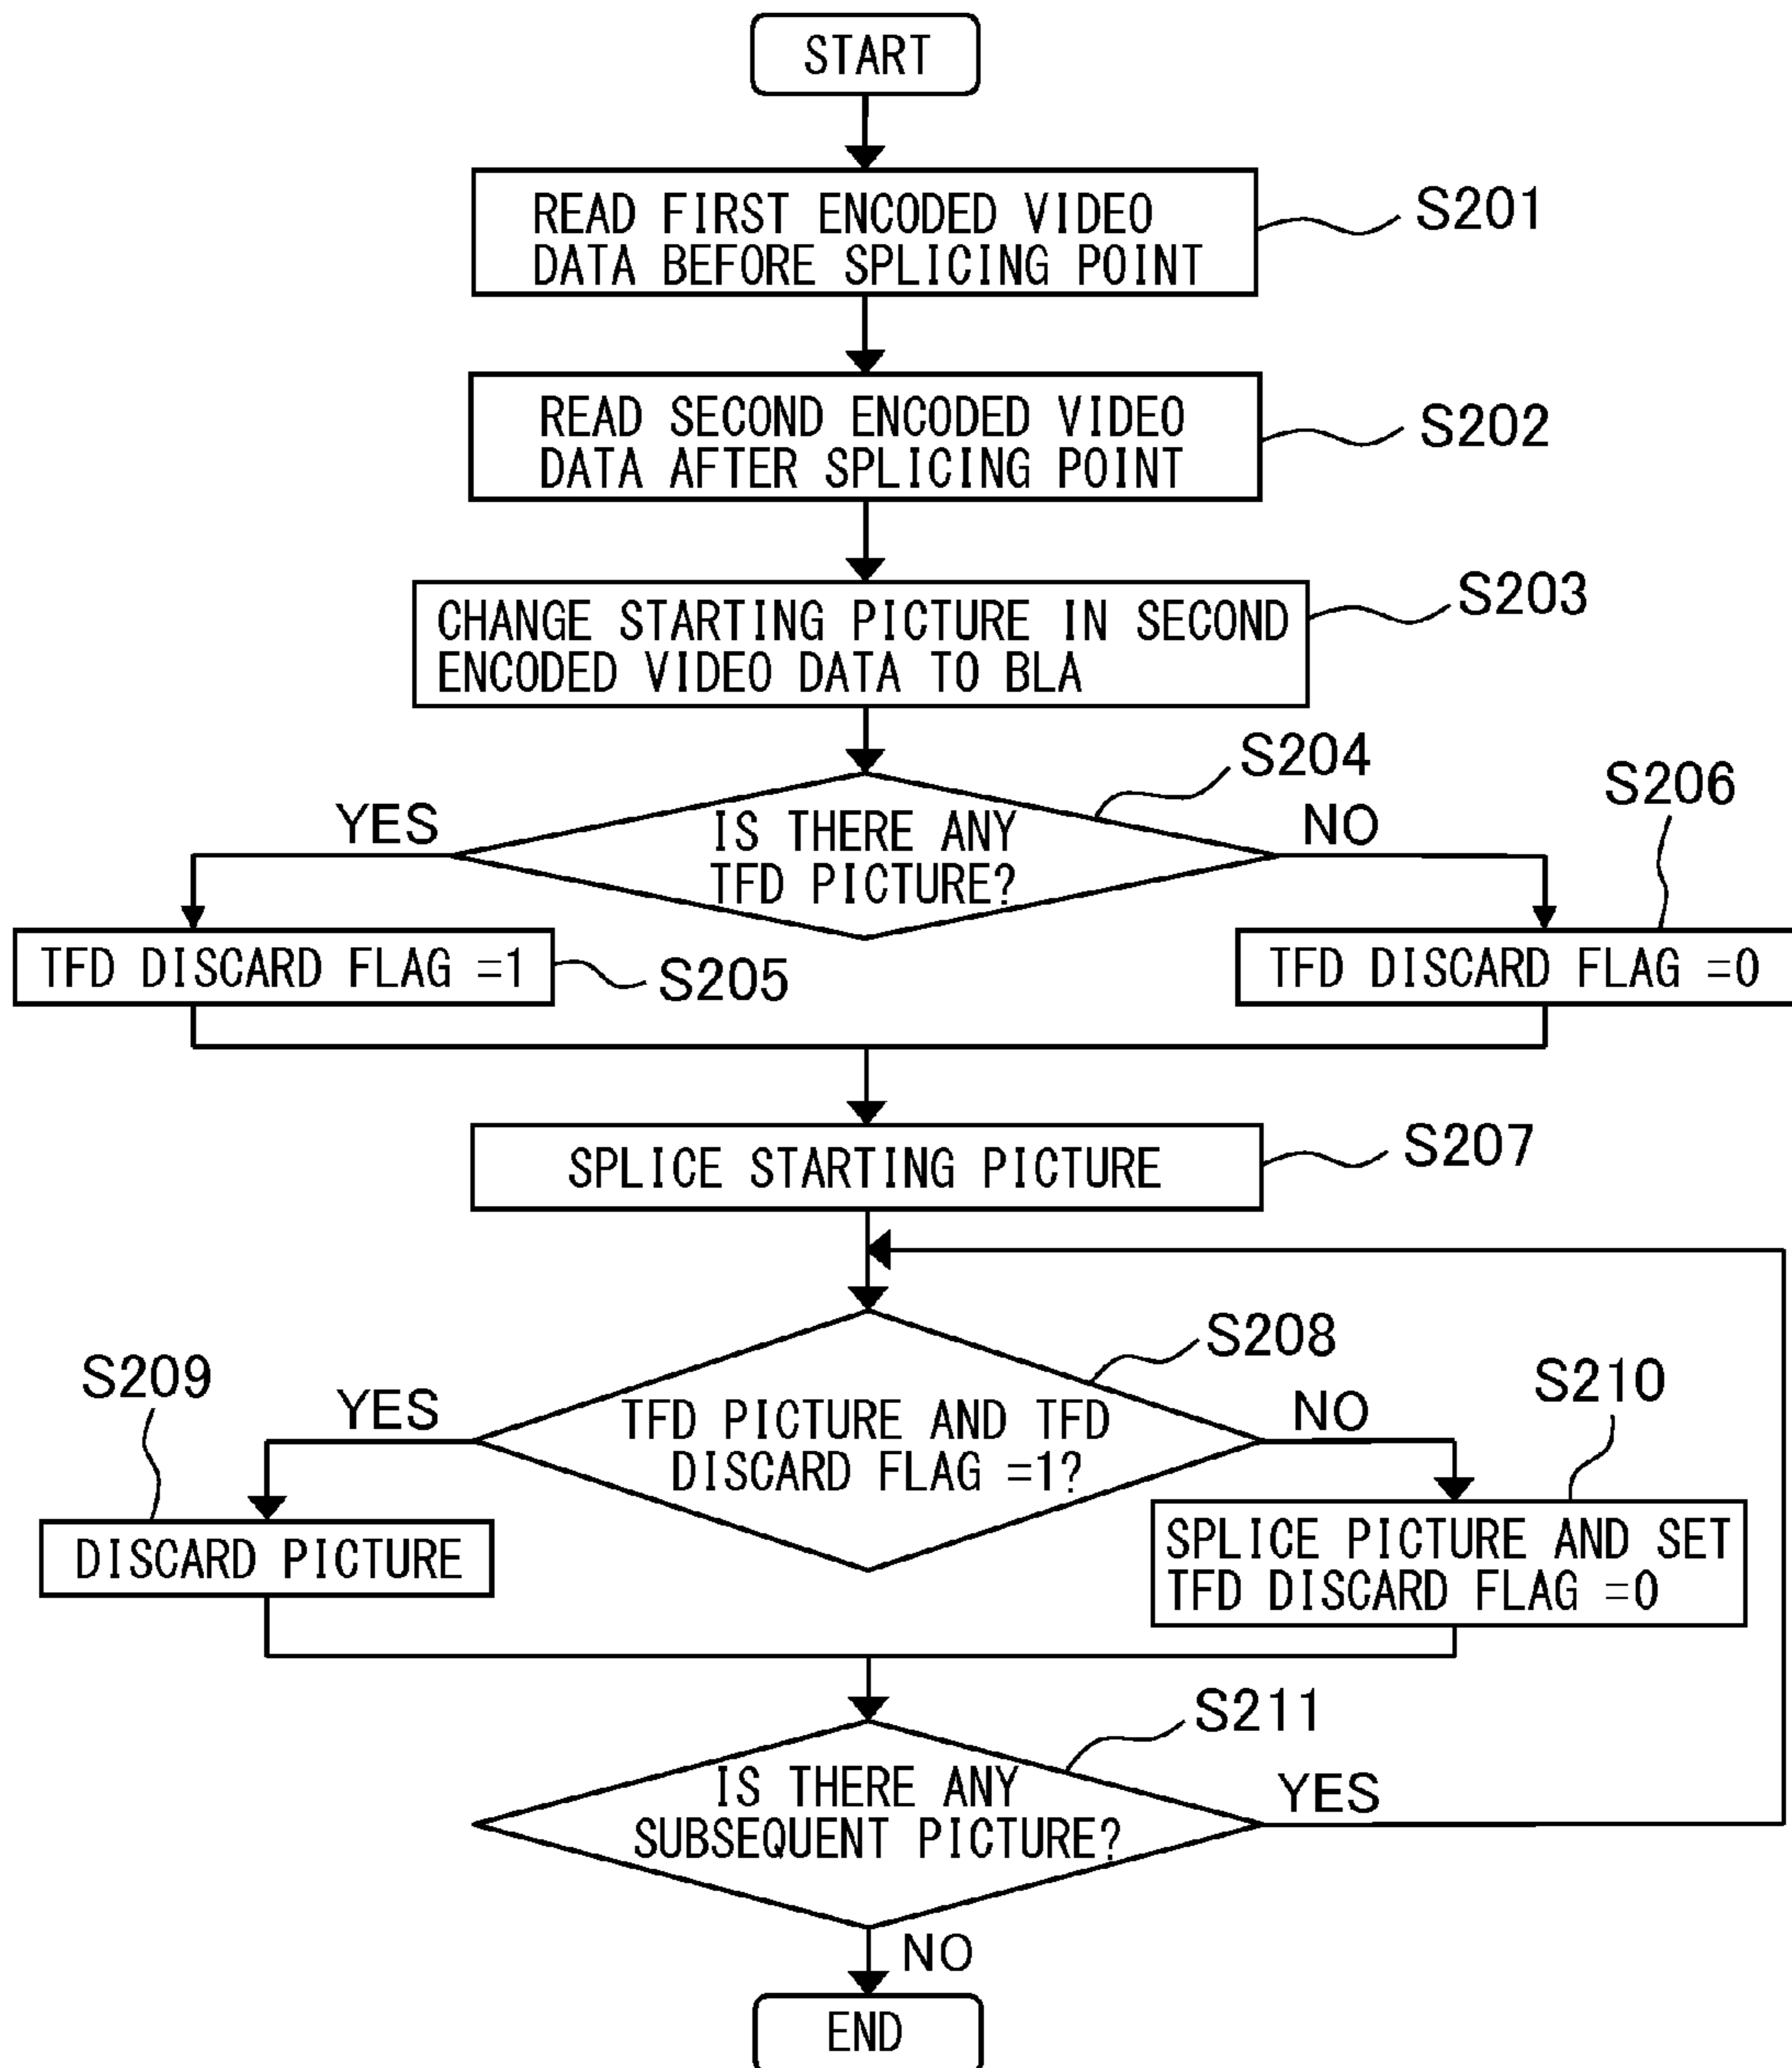 START
READ FIRST ENCODED VIDEO
DATA BEFORE SPLICING POINT
S201
READ SECOND ENCODED VIDEO
DATA AFTER SPLICING POINT
S202
CHANGE STARTING PICTURE IN SECOND
ENCODED VIDEO DATA TO BLA
S203
S204
IS THERE ANY
TFD PICTURE?
YES
NO
S206
TFD DISCARD FLAG =1
S205
TFD DISCARD FLAG =0
SPLICE STARTING PICTURE
S207
S208
S209
YES
TFD PICTURE AND TFD
DISCARD FLAG =1?
NO
S210
DISCARD PICTURE
SPLICE PICTURE AND SET
TFD DISCARD FLAG =0
S211
IS THERE ANY
SUBSEQUENT PICTURE?
YES
NO
END